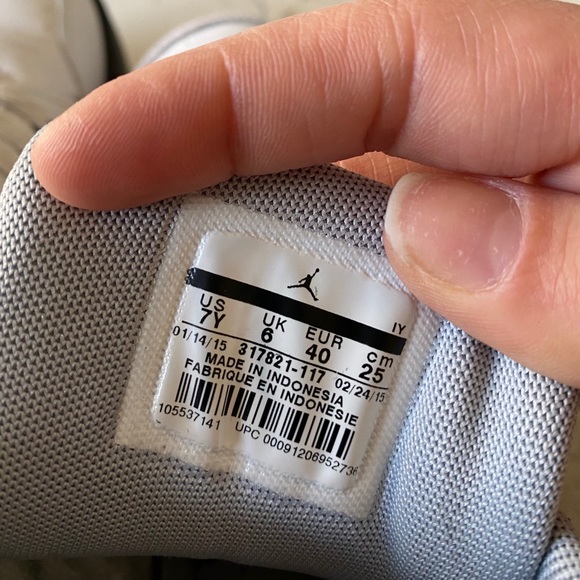 IY
US UK EUR cm
7Y 6 40 25
01/14/15 317821-117 02/24/15
MADE IN INDONESIA
FABRIQUE EN INDONESIE
105537141 UPC 00091206952736